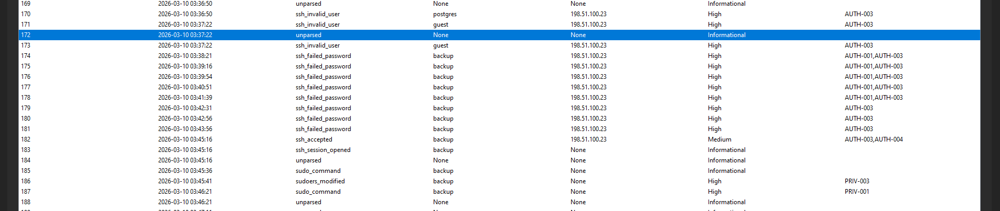 169 2026-03-10 03:36:50 unparsed None None Informational
170 2026-03-10 03:36:50 ssh_invalid_user postgres 198.51.100.23 High AUTH-003
171 2026-03-10 03:37:22 ssh_invalid_user guest 198.51.100.23 High AUTH-003
172 2026-03-10 03:37:22 unparsed None None Informational
173 2026-03-10 03:37:22 ssh_invalid_user guest 198.51.100.23 High AUTH-003
174 2026-03-10 03:38:21 ssh_failed_password backup 198.51.100.23 High AUTH-001,AUTH-003
175 2026-03-10 03:39:16 ssh_failed_password backup 198.51.100.23 High AUTH-001,AUTH-003
176 2026-03-10 03:39:54 ssh_failed_password backup 198.51.100.23 High AUTH-001,AUTH-003
177 2026-03-10 03:40:51 ssh_failed_password backup 198.51.100.23 High AUTH-001,AUTH-003
178 2026-03-10 03:41:39 ssh_failed_password backup 198.51.100.23 High AUTH-001,AUTH-003
179 2026-03-10 03:42:31 ssh_failed_password backup 198.51.100.23 High AUTH-003
180 2026-03-10 03:42:56 ssh_failed_password backup 198.51.100.23 High AUTH-003
181 2026-03-10 03:43:56 ssh_failed_password backup 198.51.100.23 High AUTH-003
182 2026-03-10 03:45:16 ssh_accepted backup 198.51.100.23 Medium AUTH-003,AUTH-004
183 2026-03-10 03:45:16 ssh_session_opened backup None Informational
184 2026-03-10 03:45:16 unparsed None None Informational
185 2026-03-10 03:45:36 sudo_command backup None Informational
186 2026-03-10 03:45:41 sudoers_modified backup None High PRIV-003
187 2026-03-10 03:46:21 sudo_command backup None High PRIV-001
188 2026-03-10 03:46:21 unparsed None None Informational